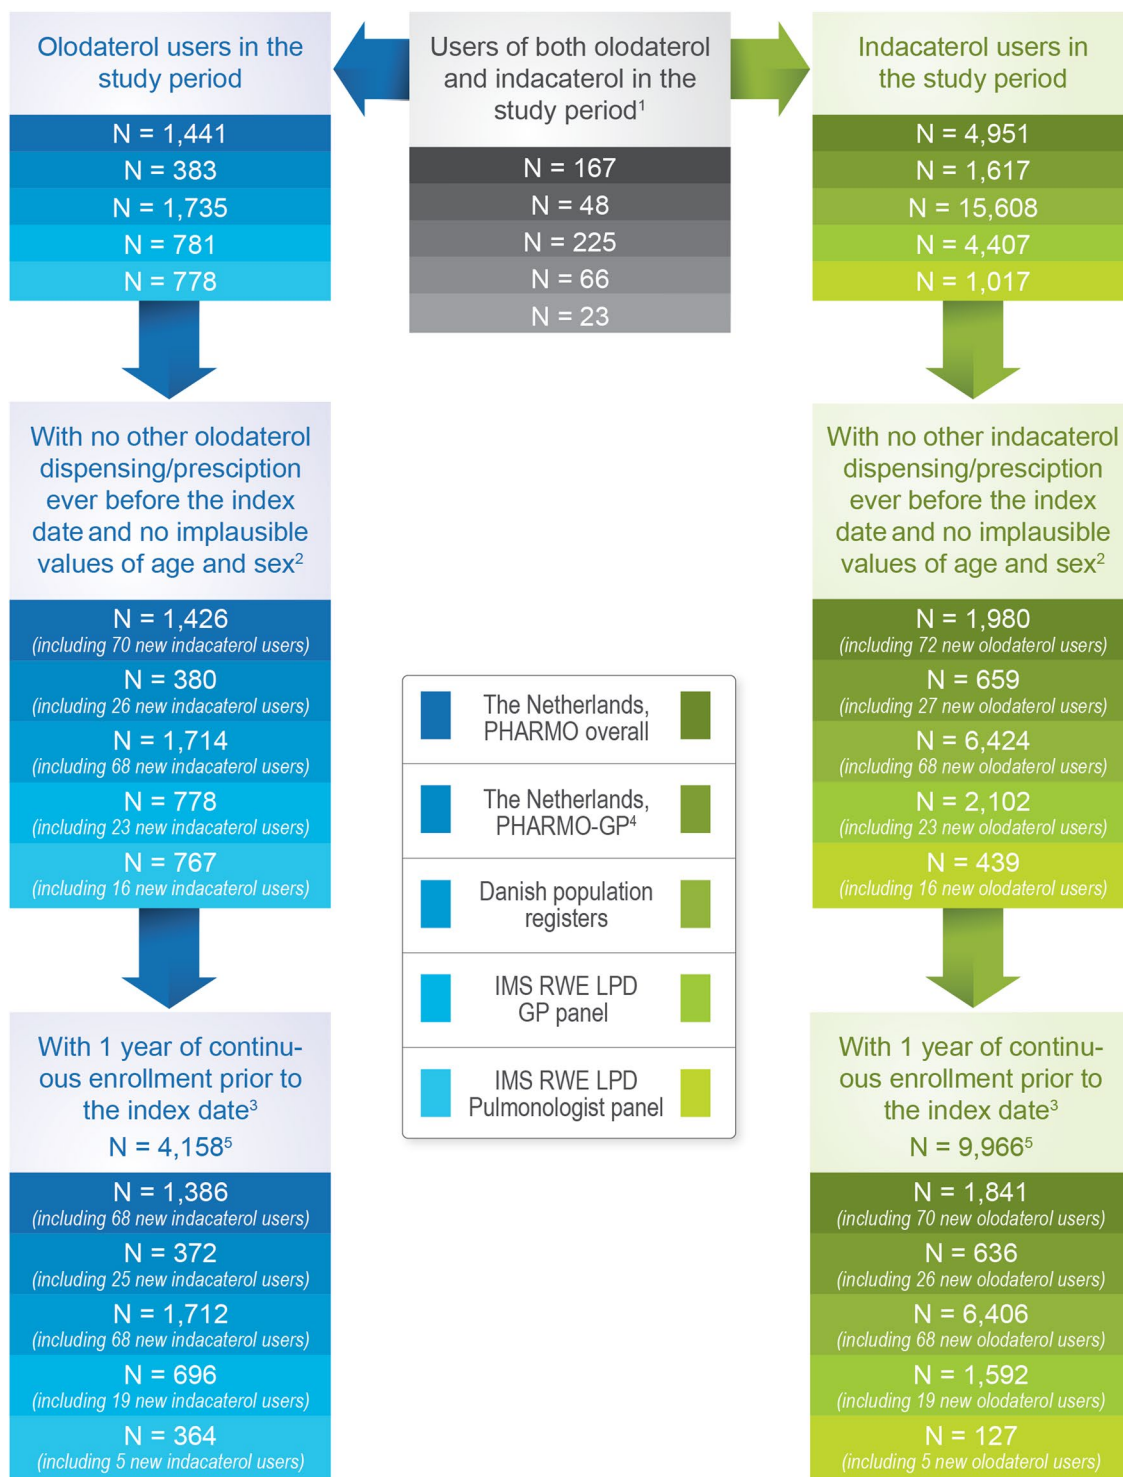 Olodaterol users in the
study period
N = 1,441
N = 383
N = 1,735
N = 781
N = 778
Users of both olodaterol
and indacaterol in the
study period¹
N = 167
N = 48
N = 225
N = 66
N = 23
Indacaterol users in
the study period
N = 4,951
N = 1,617
N = 15,608
N = 4,407
N = 1,017
With no other olodaterol
dispensing/presciption
ever before the index
date and no implausible
values of age and sex²
N = 1,426
(including 70 new indacaterol users)
N = 380
(including 26 new indacaterol users)
N = 1,714
(including 68 new indacaterol users)
N = 778
(including 23 new indacaterol users)
N = 767
(including 16 new indacaterol users)
With no other indacaterol
dispensing/presciption
ever before the index
date and no implausible
values of age and sex²
N = 1,980
(including 72 new olodaterol users)
N = 659
(including 27 new olodaterol users)
N = 6,424
(including 68 new olodaterol users)
N = 2,102
(including 23 new olodaterol users)
N = 439
(including 16 new olodaterol users)
The Netherlands,
PHARMO overall
The Netherlands,
PHARMO-GP⁴
Danish population
registers
IMS RWE LPD
GP panel
IMS RWE LPD
Pulmonologist panel
With 1 year of continu-
ous enrollment prior to
the index date³
N = 4,158⁵
N = 1,386
(including 68 new indacaterol users)
N = 372
(including 25 new indacaterol users)
N = 1,712
(including 68 new indacaterol users)
N = 696
(including 19 new indacaterol users)
N = 364
(including 5 new indacaterol users)
With 1 year of continu-
ous enrollment prior to
the index date³
N = 9,966⁵
N = 1,841
(including 70 new olodaterol users)
N = 636
(including 26 new olodaterol users)
N = 6,406
(including 68 new olodaterol users)
N = 1,592
(including 19 new olodaterol users)
N = 127
(including 5 new olodaterol users)